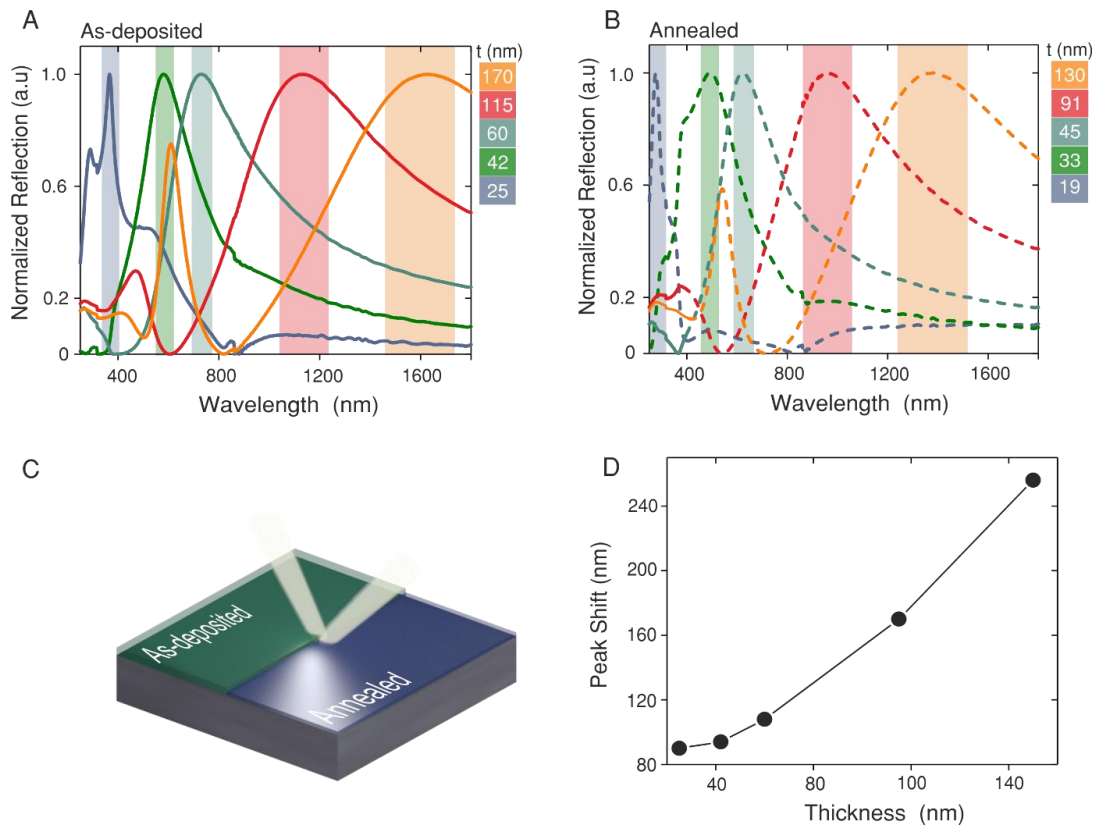 A
As-deposited
Normalized Reflection (a.u)
1.0
0.6
0.2
0
400
800
1200
1600
Wavelength (nm)
t (nm)
170
115
60
42
25
B
Annealed
Normalized Reflection (a.u)
1.0
0.6
0.2
0
400
800
1200
1600
Wavelength (nm)
t (nm)
130
91
45
33
19
C
As-deposited
Annealed
D
Peak Shift (nm)
240
200
160
120
80
40
80
100
140
Thickness (nm)